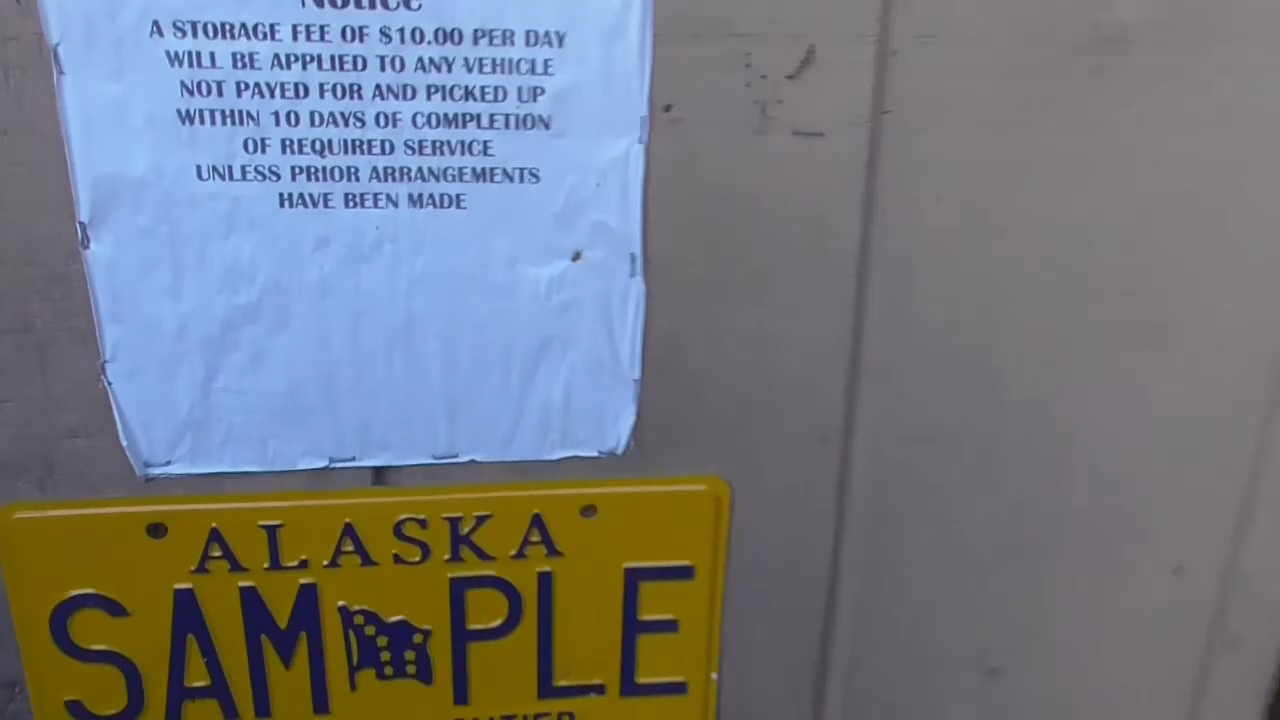 Notice
A STORAGE FEE OF $10.00 PER DAY
WILL BE APPLIED TO ANY VEHICLE
NOT PAYED FOR AND PICKED UP
WITHIN 10 DAYS OF COMPLETION
OF REQUIRED SERVICE
UNLESS PRIOR ARRANGEMENTS
HAVE BEEN MADE
ALASKA
SAMPLE